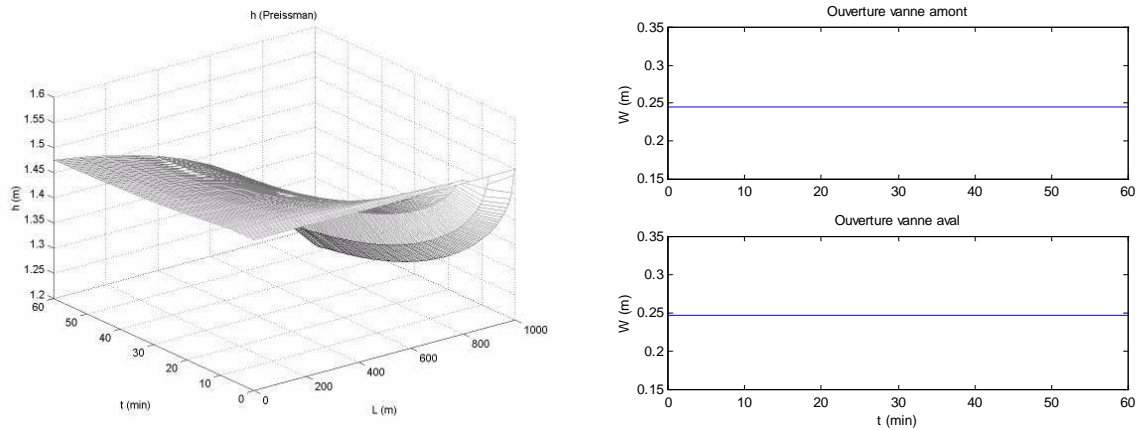 h (Preissman)
1.6
1.55
1.5
1.45
1.4
1.35
1.3
1.25
1.2
h (m)
60
50
40
30
20
10
0
t (min)
0
200
400
600
800
1000
L (m)
Ouverture vanne amont
0.35
0.3
0.25
0.2
0.15
W (m)
0 10 20 30 40 50 60
Ouverture vanne aval
0.35
0.3
0.25
0.2
0.15
W (m)
0 10 20 30 40 50 60
t (min)